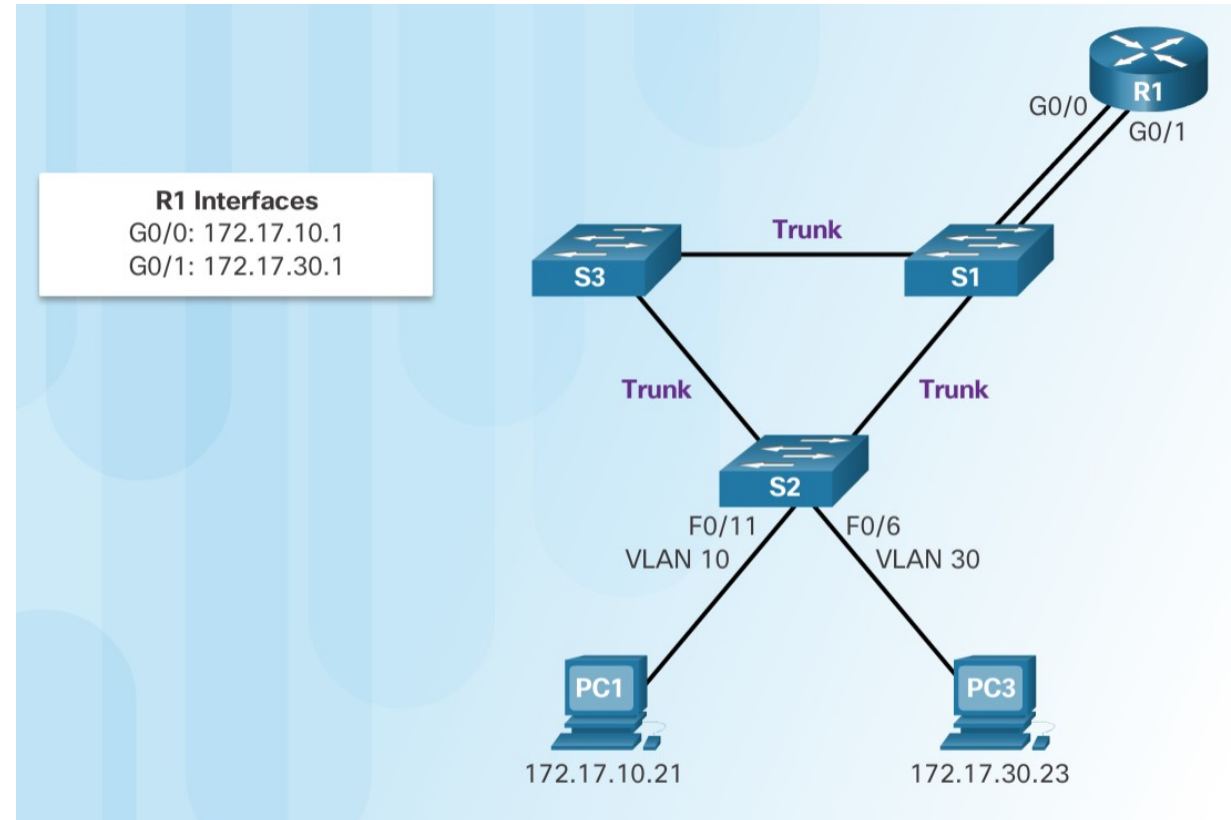 R1
G0/0
G0/1
R1 Interfaces
G0/0: 172.17.10.1
G0/1: 172.17.30.1
Trunk
S3
S1
Trunk
Trunk
S2
F0/11
F0/6
VLAN 10
VLAN 30
PC1
PC3
172.17.10.21
172.17.30.23